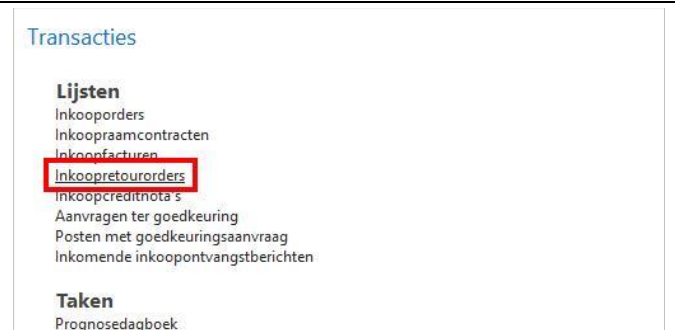 Transacties
Lijsten
Inkooporders
Inkoopraamcontracten
Inkoopfacturen
Inkoopretourorders
Inkoopcreditnota's
Aanvragen ter goedkeuring
Posten met goedkeuringsaanvraag
Inkomende inkoopontvangstberichten
Taken
Prognosedagboek